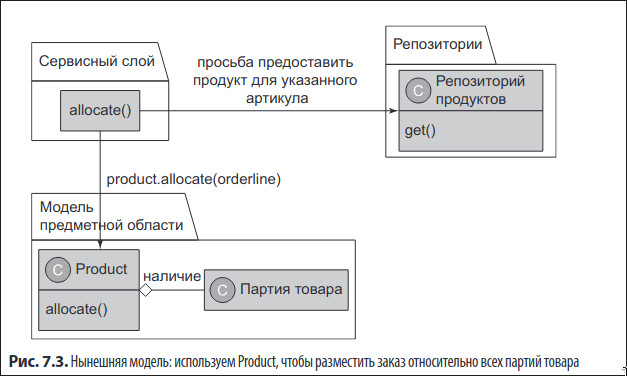 Сервисный слой
allocate()
просьба предоставить
продукт для указанного
артикула
Репозитории
C Репозиторий
продуктов
get()
product.allocate(orderline)
Модель
предметной области
C Product
allocate()
наличие
C Партия товара
Рис. 7.3. Нынешняя модель: используем Product, чтобы разместить заказ относительно всех партий товара